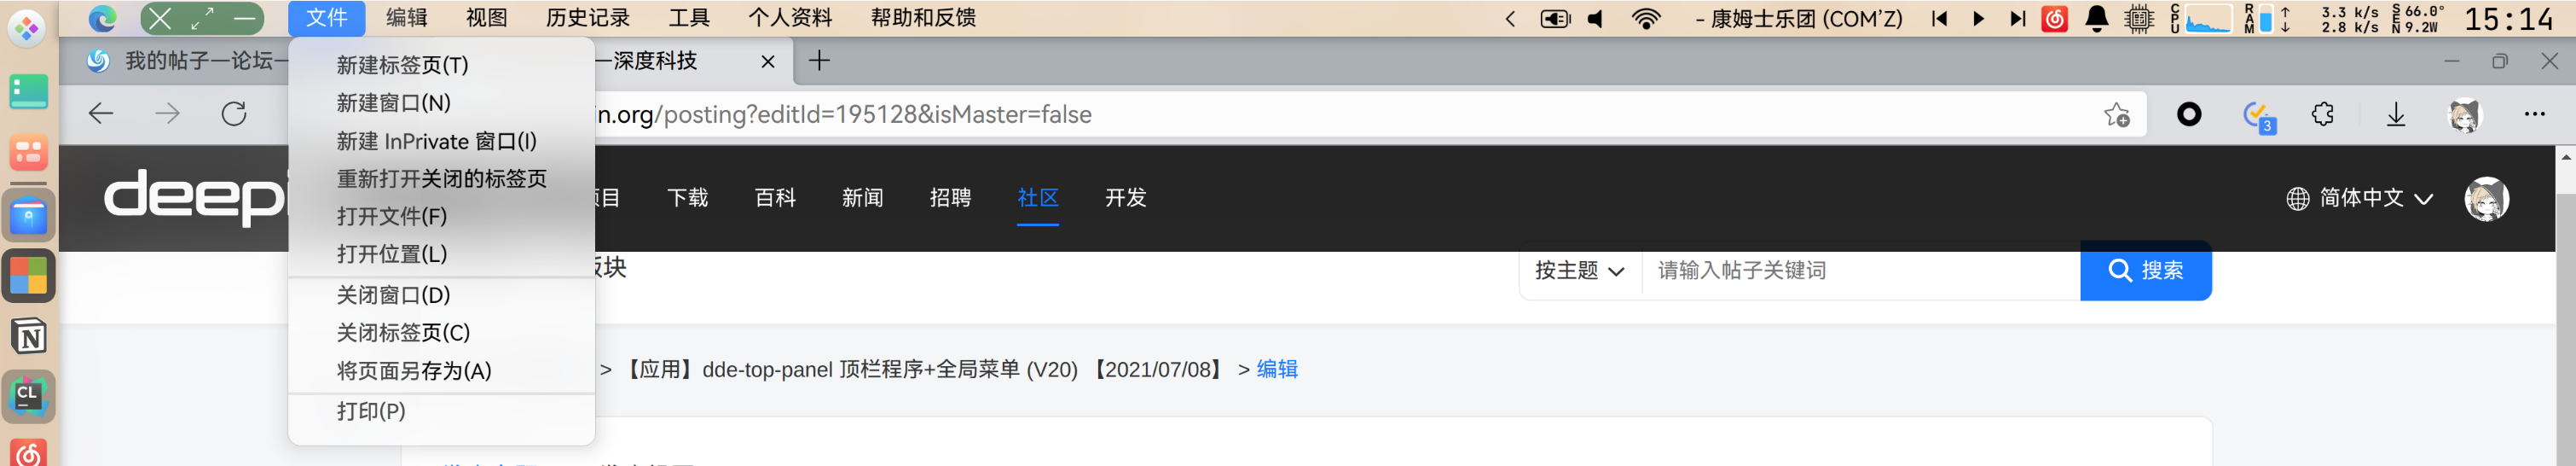 文件 编辑 视图 历史记录 工具 个人资料 帮助和反馈 - 康姆士乐团 (COM'Z) CPU RAM 3.3 k/s 2.8 k/s SEN 66.0° 9.2W 15:14
我的帖子—论坛— —深度科技
n.org/posting?editId=195128&isMaster=false 3
新建标签页(T)
新建窗口(N)
新建 InPrivate 窗口(I)
重新打开关闭的标签页
打开文件(F)
打开位置(L)
关闭窗口(D)
关闭标签页(C)
将页面另存为(A)
打印(P)
deepi 目 下载 百科 新闻 招聘 社区 开发 简体中文
块 按主题 请输入帖子关键词 搜索
> 【应用】dde-top-panel 顶栏程序+全局菜单 (V20) 【2021/07/08】 > 编辑
N
CL